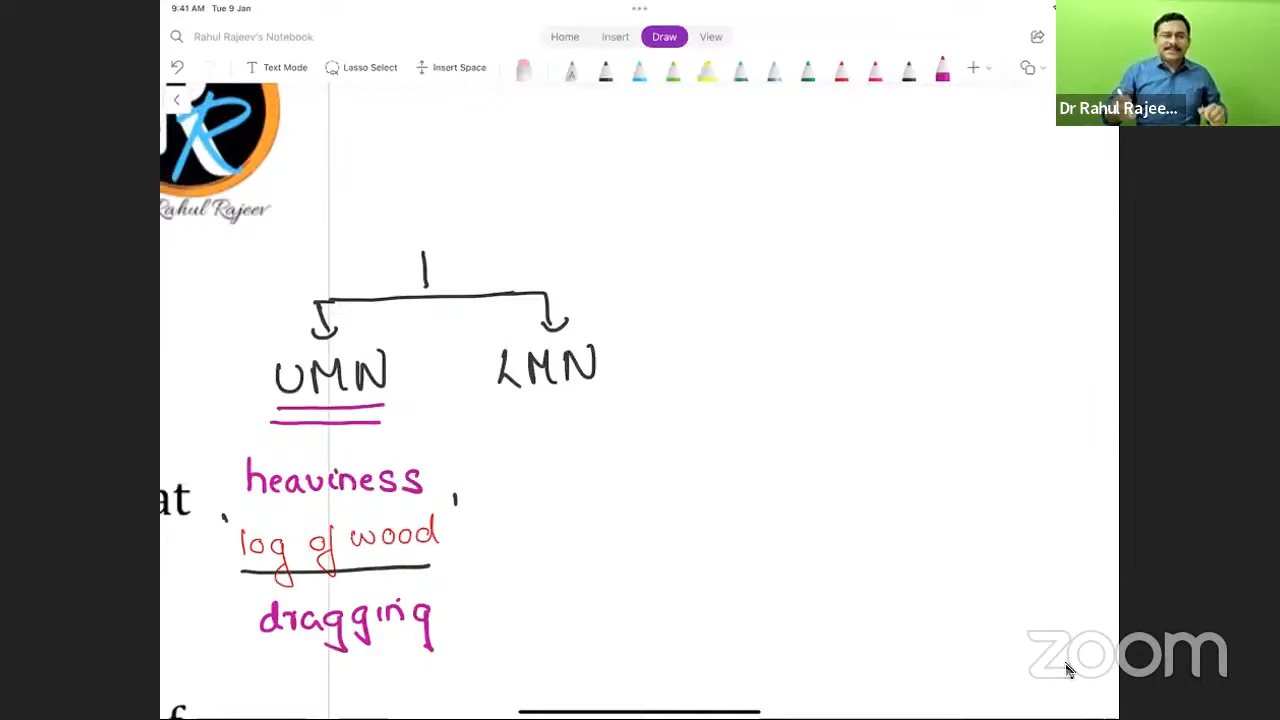 9:41 AM Tue 9 Jan
Rahul Rajeev's Notebook
Home Insert Draw View
Text Mode Lasso Select Insert Space
Dr Rahul Rajee...
R
Rahul Rajeev
UMN LMN
heaviness
at
'log of wood'
dragging
zoom
f